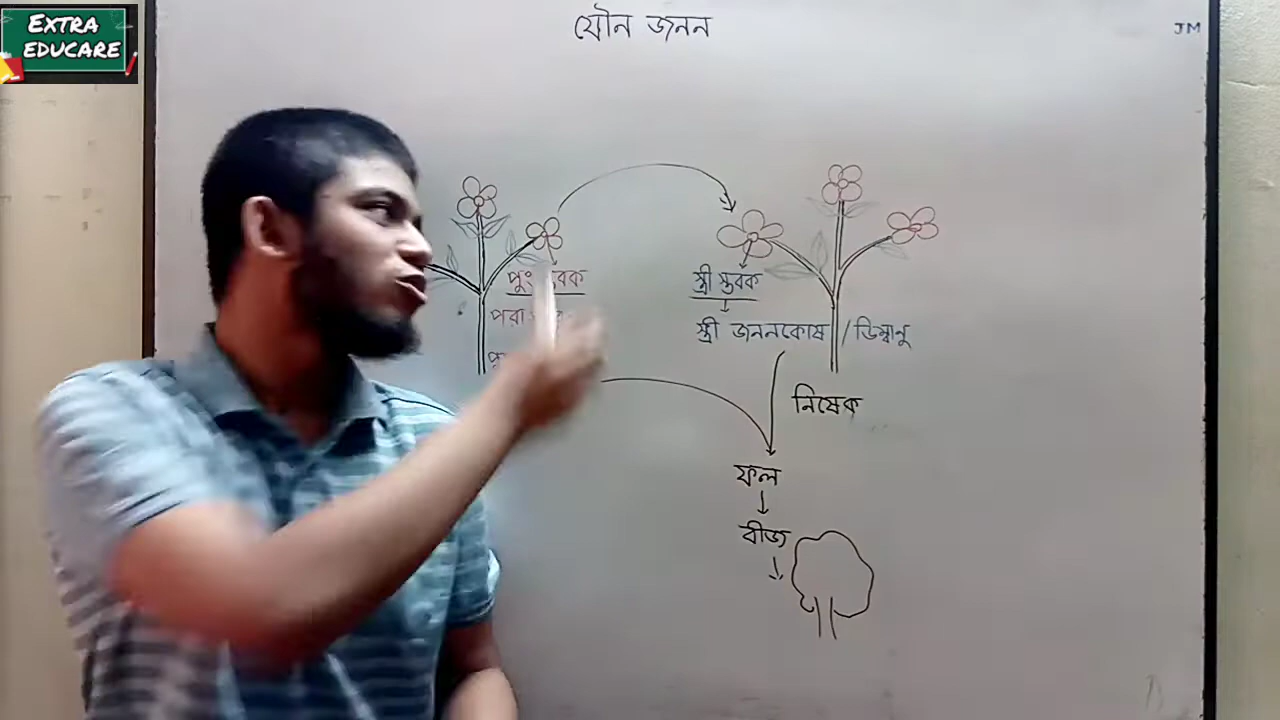 EXTRA
EDUCARE
যৌন জনন
JM
স্ত্রী স্তবক
স্ত্রী জননকোষ / ডিম্বানু
নিষেক
ফল
বীজ